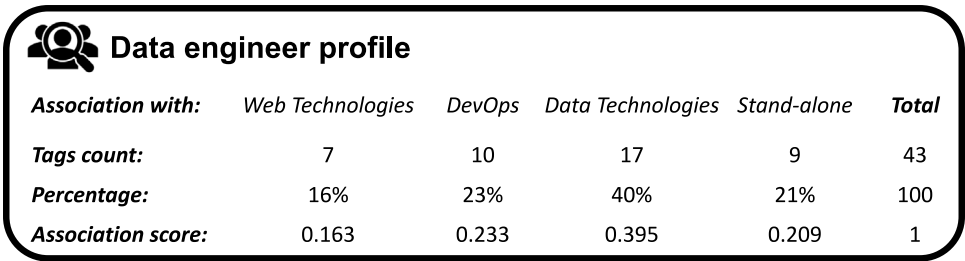 Data engineer profile
Association with: Web Technologies DevOps Data Technologies Stand-alone Total
Tags count: 7 10 17 9 43
Percentage: 16% 23% 40% 21% 100
Association score: 0.163 0.233 0.395 0.209 1